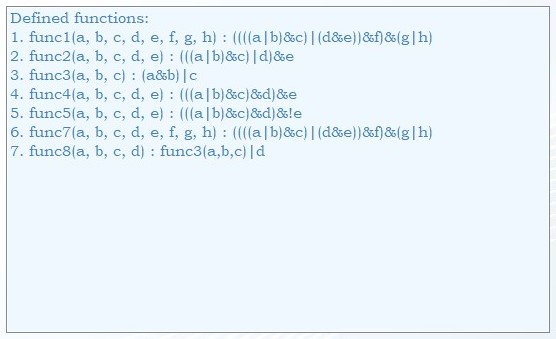 Defined functions:
1. func1(a, b, c, d, e, f, g, h) : ((((a|b)&c)|(d&e))&f)&(g|h)
2. func2(a, b, c, d, e) : (((a|b)&c)|d)&e
3. func3(a, b, c) : (a&b)|c
4. func4(a, b, c, d, e) : (((a|b)&c)&d)&e
5. func5(a, b, c, d, e) : (((a|b)&c)&d)&!e
6. func7(a, b, c, d, e, f, g, h) : ((((a|b)&c)|(d&e))&f)&(g|h)
7. func8(a, b, c, d) : func3(a,b,c)|d